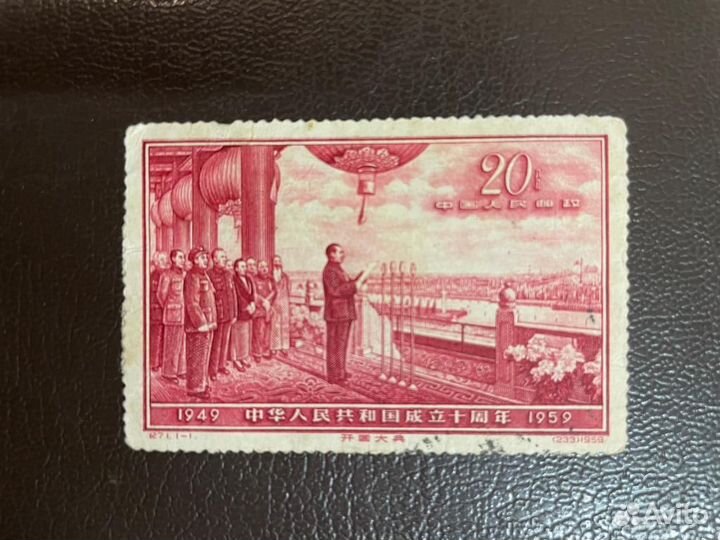 20分
中国人民邮政
1949 中华人民共和国成立十周年 1959
纪71.1-1. 开国大典 (233)1959
Avito